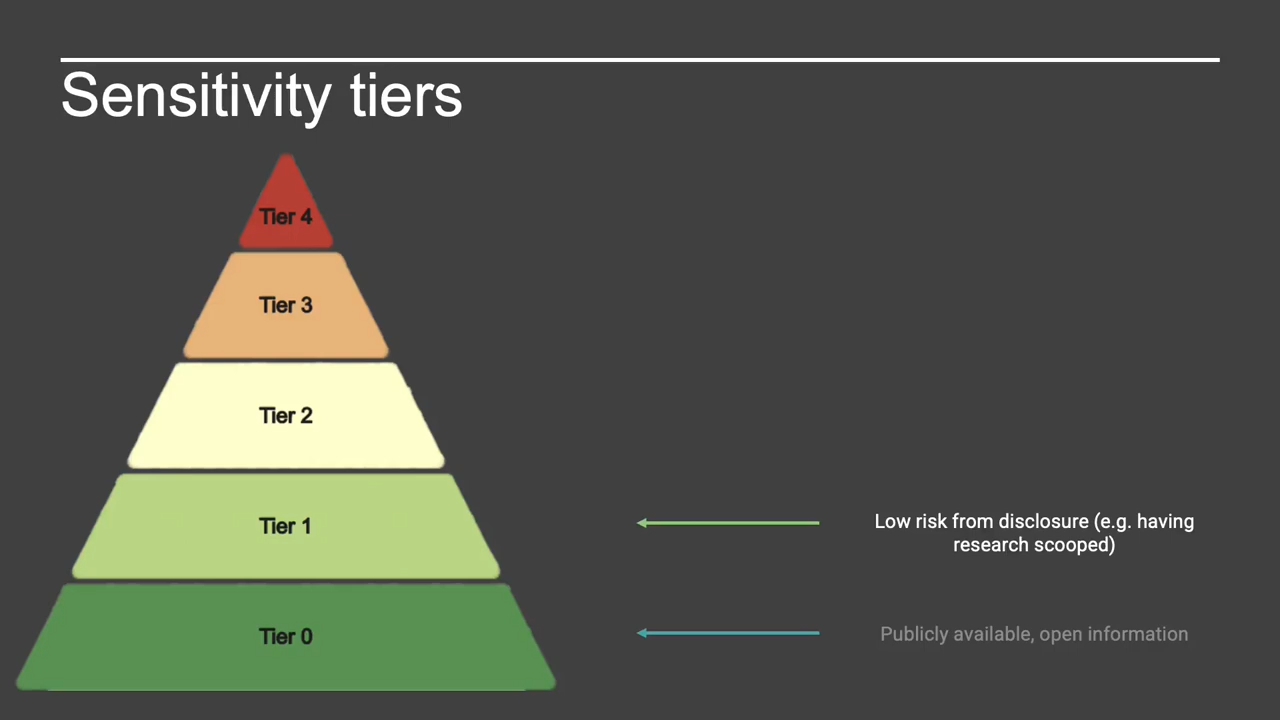 Sensitivity tiers
Tier 4
Tier 3
Tier 2
Tier 1
Low risk from disclosure (e.g. having
research scooped)
Tier 0
Publicly available, open information